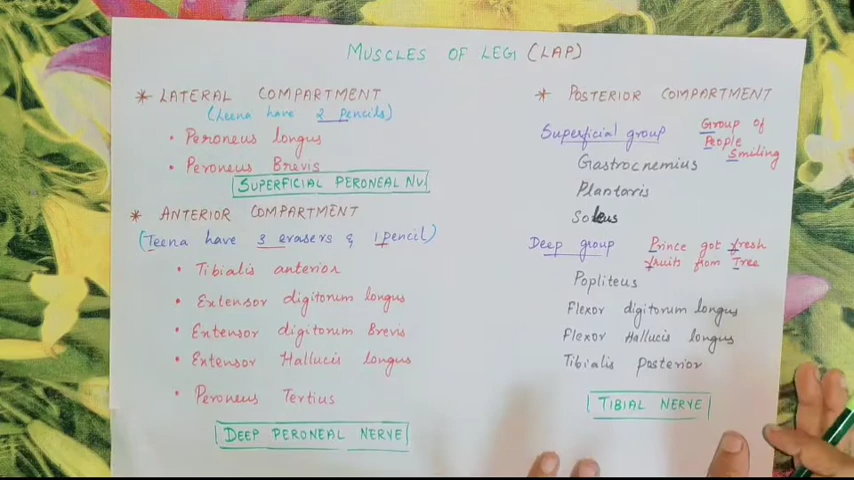 MUSCLES OF LEG (LAP)
* LATERAL COMPARTMENT
(Leena have 2 pencils)
• Peroneus longus
• Peroneus Brevis
SUPERFICIAL PERONEAL NV.
* ANTERIOR COMPARTMENT
(Teena have 3 erasers & 1 pencil)
• Tibialis anterior
• Extensor digitorum longus
• Extensor digitorum Brevis
• Extensor Hallucis longus
• Peroneus Tertius
DEEP PERONEAL NERVE
* POSTERIOR COMPARTMENT
Superficial group
Group of
People
Smiling
Gastrocnemius
Plantaris
Soleus
Deep group
Prince got fresh
fruits from Tree
Popliteus
Flexor digitorum longus
Flexor Hallucis longus
Tibialis posterior
TIBIAL NERVE